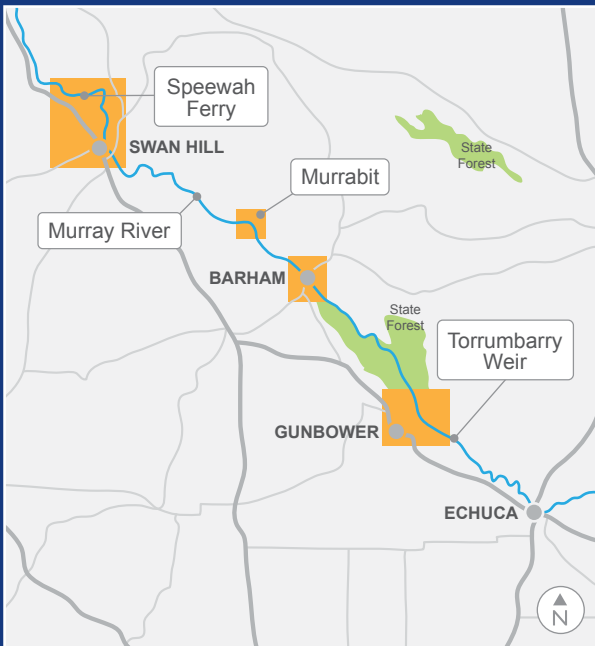 Speewah
Ferry
SWAN HILL
State
Forest
Murrabit
Murray River
BARHAM
State
Forest
Torrumbarry
Weir
GUNBOWER
ECHUCA
N